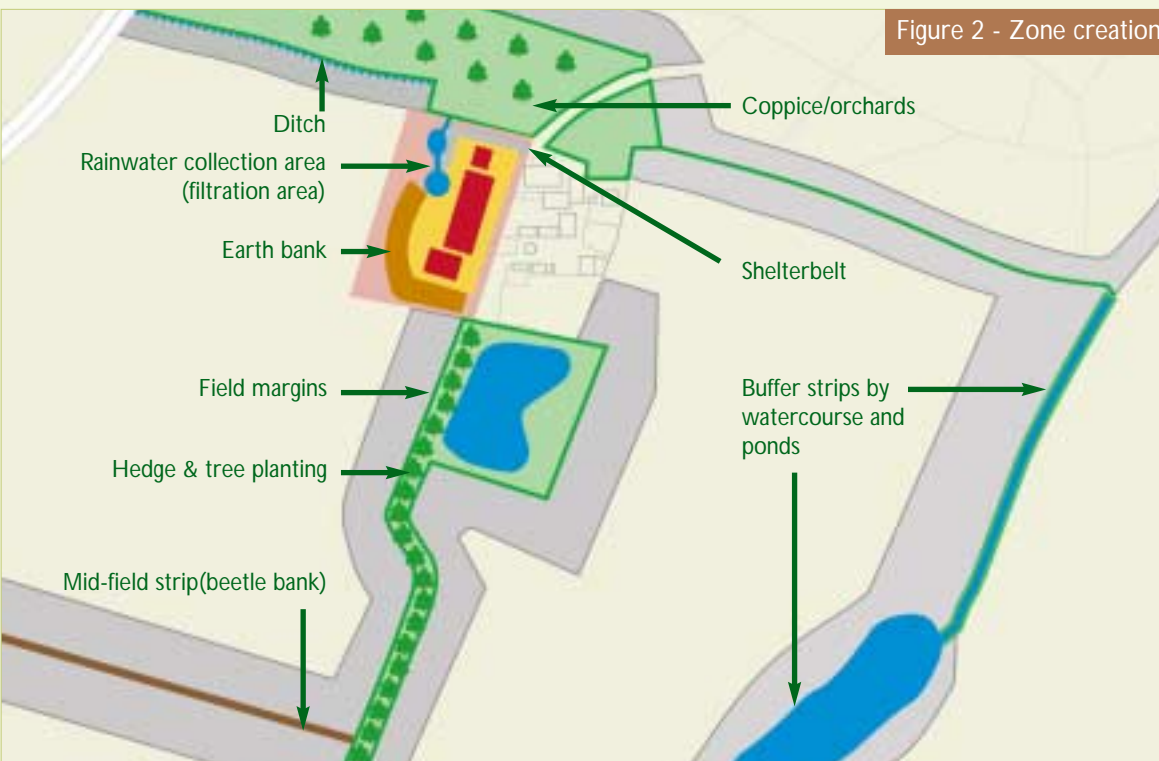 Figure 2 - Zone creation
Coppice/orchards
Ditch
Rainwater collection area
(filtration area)
Earth bank
Shelterbelt
Field margins
Buffer strips by
watercourse and
ponds
Hedge & tree planting
Mid-field strip(beetle bank)